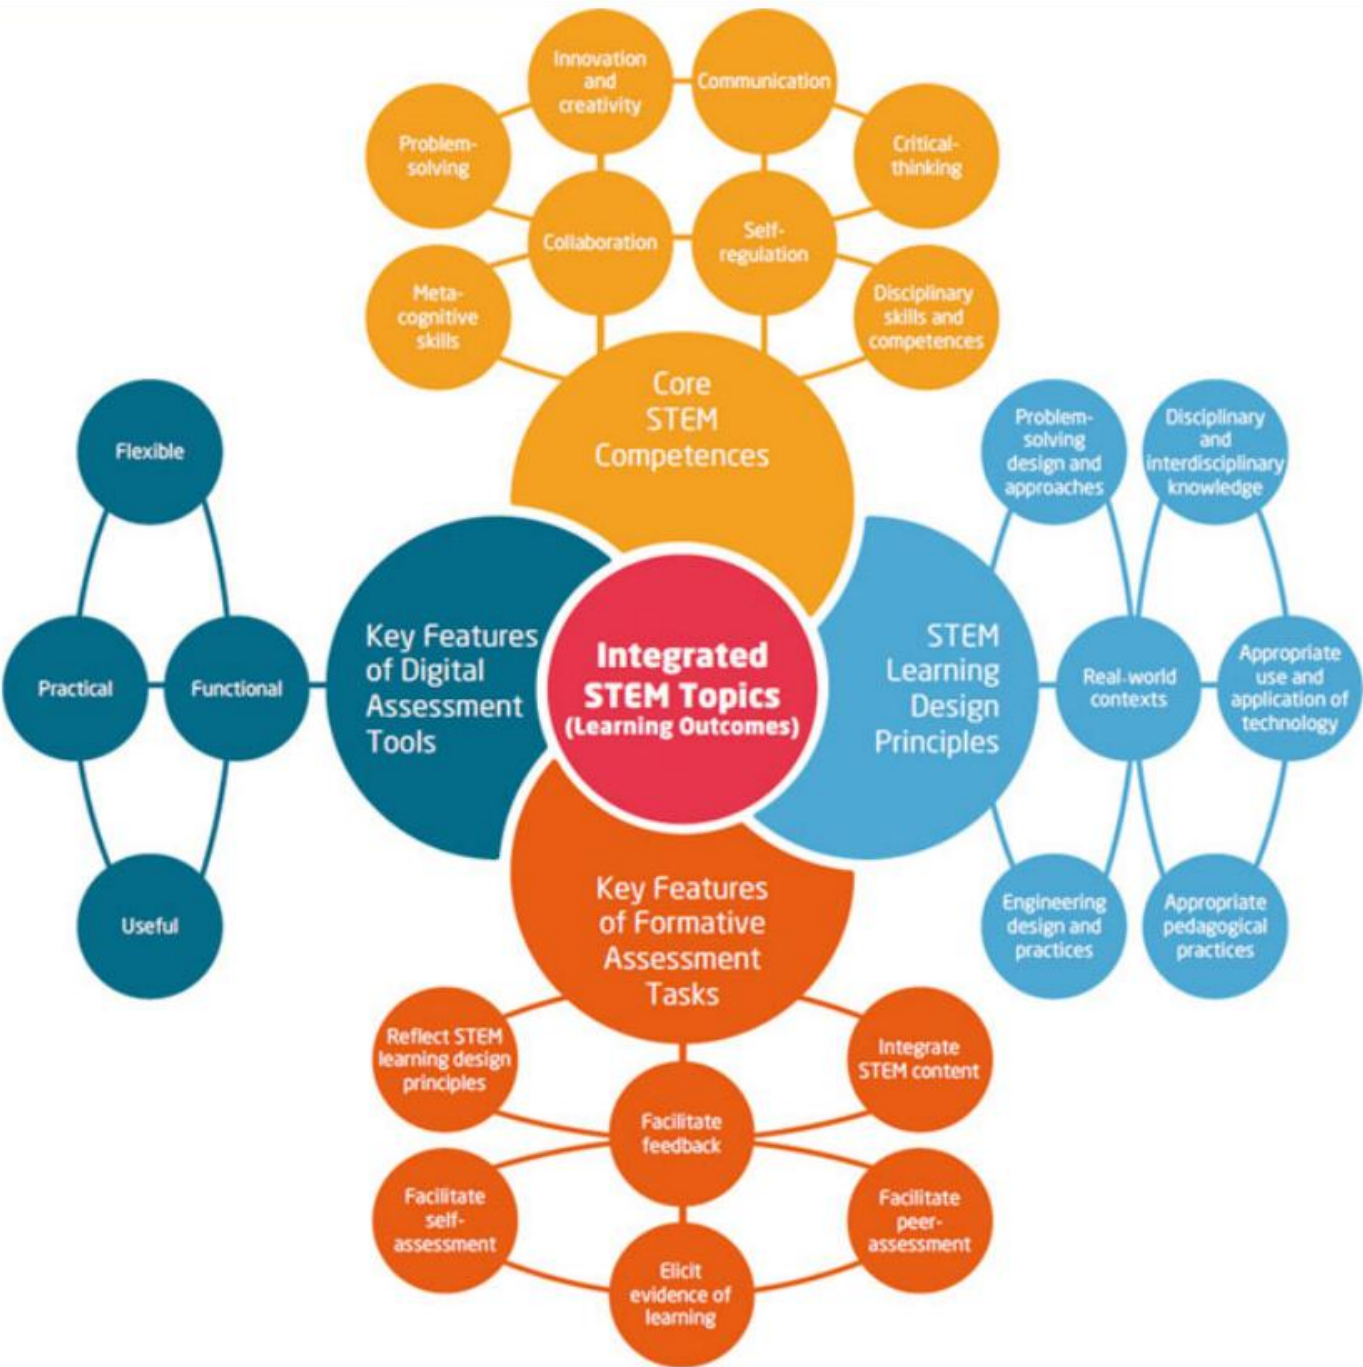 Innovation
and
creativity
Communication
Problem-
solving
Critical-
thinking
Collaboration
Self-
regulation
Meta-
cognitive
skills
Disciplinary
skills and
competences
Core
STEM
Competences
Flexible
Practical
Functional
Useful
Key Features
of Digital
Assessment
Tools
Integrated
STEM Topics
(Learning Outcomes)
STEM
Learning
Design
Principles
Problem-
solving
design and
approaches
Disciplinary
and
interdisciplinary
knowledge
Real-world
contexts
Appropriate
use and
application of
technology
Engineering
design and
practices
Appropriate
pedagogical
practices
Key Features
of Formative
Assessment
Tasks
Reflect STEM
learning design
principles
Integrate
STEM content
Facilitate
feedback
Facilitate
self-
assessment
Facilitate
peer-
assessment
Elicit
evidence of
learning